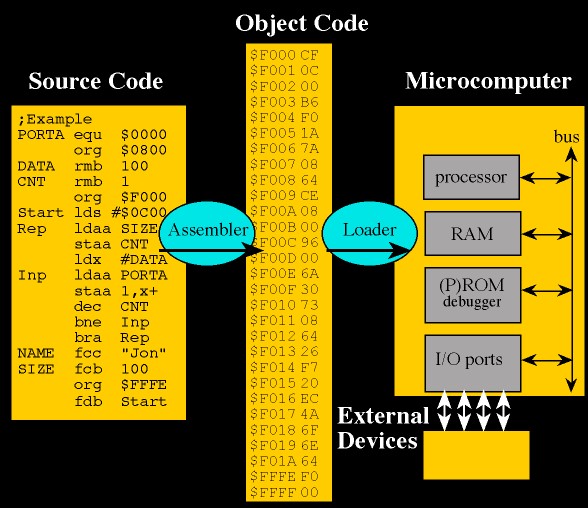 Object Code
Source Code
Microcomputer
;Example
PORTA equ $0000
org $0800
DATA rmb 100
CNT rmb 1
org $F000
Start lds #$0C00
Rep ldaa SIZE
staa CNT
ldx #DATA
Inp ldaa PORTA
staa 1,x+
dec CNT
bne Inp
bra Rep
NAME fcc "Jon"
SIZE fcb 100
org $FFFE
fdb Start
Assembler
$F000 CF
$F001 0C
$F002 00
$F003 B6
$F004 F0
$F005 1A
$F006 7A
$F007 08
$F008 64
$F009 CE
$F00A 08
$F00B 00
$F00C 96
$F00D 00
$F00E 6A
$F00F 30
$F010 73
$F011 08
$F012 64
$F013 26
$F014 F7
$F015 20
$F016 EC
$F017 4A
$F018 6F
$F019 6E
$F01A 64
$FFFE F0
$FFFF 00
Loader
bus
processor
RAM
(P)ROM
debugger
I/O ports
External
Devices